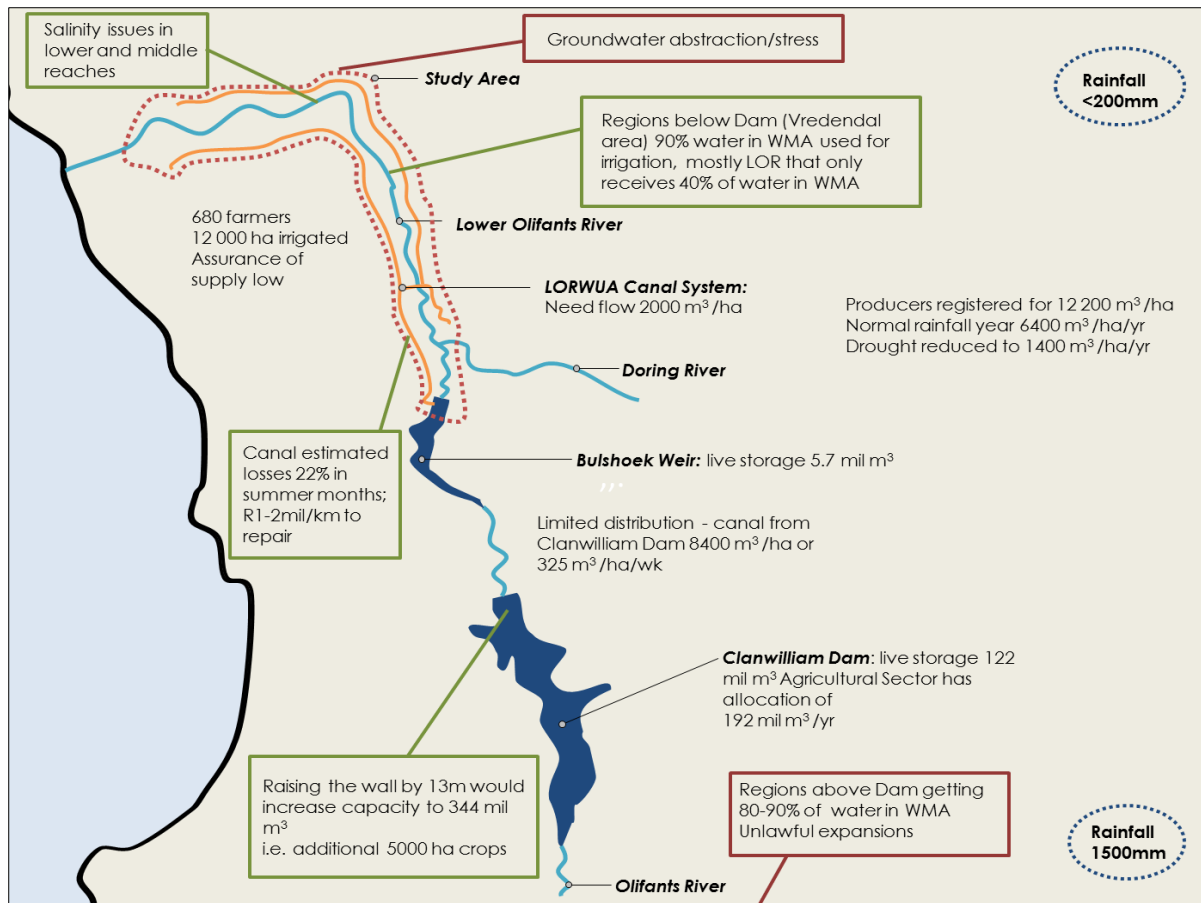 Salinity issues in
lower and middle
reaches
Groundwater abstraction/stress
Study Area
Rainfall
<200mm
Regions below Dam (Vredendal
area) 90% water in WMA used for
irrigation, mostly LOR that only
receives 40% of water in WMA
680 farmers
12 000 ha irrigated
Assurance of
supply low
Lower Olifants River
LORWUA Canal System:
Need flow 2000 m³/ha
Producers registered for 12 200 m³/ha
Normal rainfall year 6400 m³/ha/yr
Drought reduced to 1400 m³/ha/yr
Doring River
Canal estimated
losses 22% in
summer months;
R1-2mil/km to
repair
Bulshoek Weir: live storage 5.7 mil m³
,,.
Limited distribution - canal from
Clanwilliam Dam 8400 m³/ha or
325 m³/ha/wk
Clanwilliam Dam: live storage 122
mil m³ Agricultural Sector has
allocation of
192 mil m³/yr
Raising the wall by 13m would
increase capacity to 344 mil
m³
i.e. additional 5000 ha crops
Regions above Dam getting
80-90% of water in WMA
Unlawful expansions
Rainfall
1500mm
Olifants River